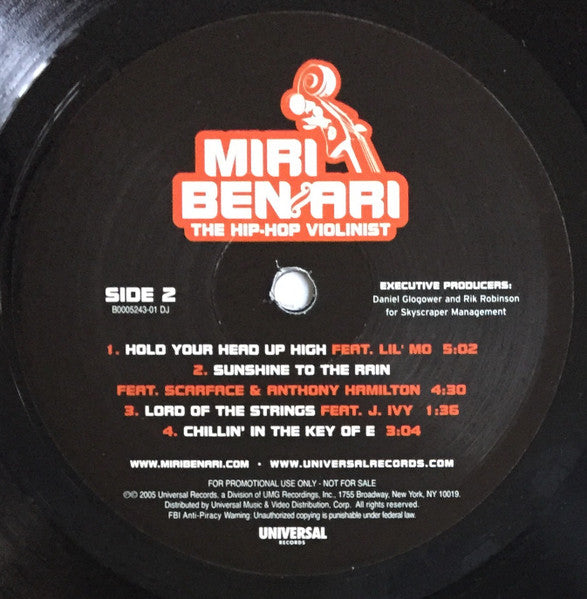 MIRI
BEN ARI
THE HIP-HOP VIOLINIST
SIDE 2
B0005243-01 DJ
EXECUTIVE PRODUCERS:
Daniel Glogower and Rik Robinson
for Skyscraper Management
1. HOLD YOUR HEAD UP HIGH FEAT. LIL' MO 5:02
2. SUNSHINE TO THE RAIN
FEAT. SCARFACE & ANTHONY HAMILTON 4:30
3. LORD OF THE STRINGS FEAT. J. IVY 1:36
4. CHILLIN' IN THE KEY OF E 3:04
WWW.MIRIBENARI.COM • WWW.UNIVERSALRECORDS.COM
FOR PROMOTIONAL USE ONLY - NOT FOR SALE
℗© 2005 Universal Records, a Division of UMG Recordings, Inc., 1755 Broadway, New York, NY 10019.
Distributed by Universal Music & Video Distribution, Corp. All rights reserved.
FBI Anti-Piracy Warning: Unauthorized copying is punishable under federal law.
UNIVERSAL
RECORDS